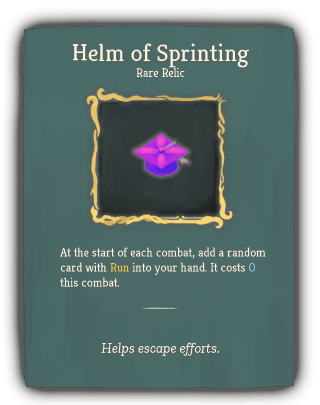 Helm of Sprinting
Rare Relic
At the start of each combat, add a random
card with Run into your hand. It costs 0
this combat.
Helps escape efforts.